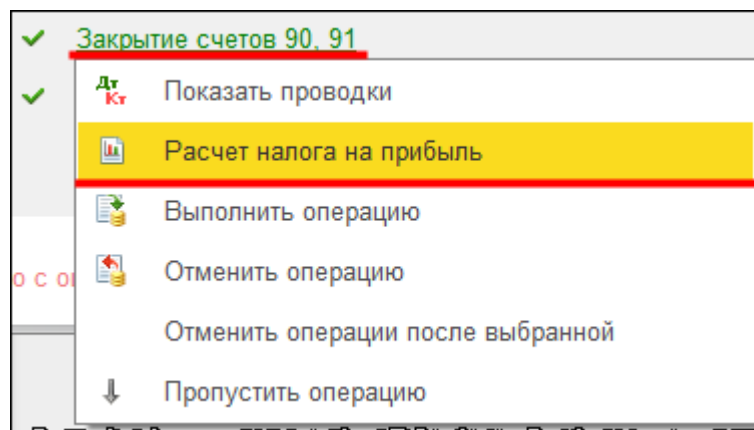 Закрытие счетов 90, 91
Дт
Кт
Показать проводки
Расчет налога на прибыль
Выполнить операцию
Отменить операцию
Отменить операции после выбранной
Пропустить операцию